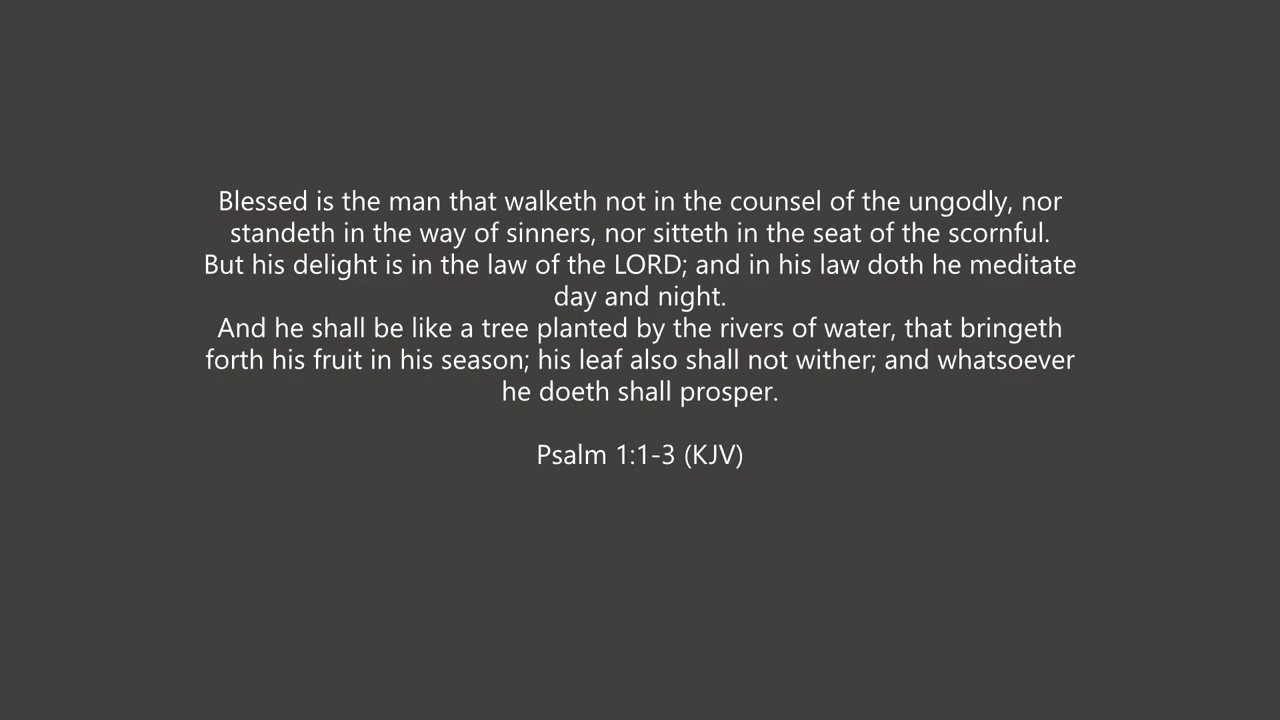 Blessed is the man that walketh not in the counsel of the ungodly, nor
standeth in the way of sinners, nor sitteth in the seat of the scornful.
But his delight is in the law of the LORD; and in his law doth he meditate
day and night.
And he shall be like a tree planted by the rivers of water, that bringeth
forth his fruit in his season; his leaf also shall not wither; and whatsoever
he doeth shall prosper.
Psalm 1:1-3 (KJV)